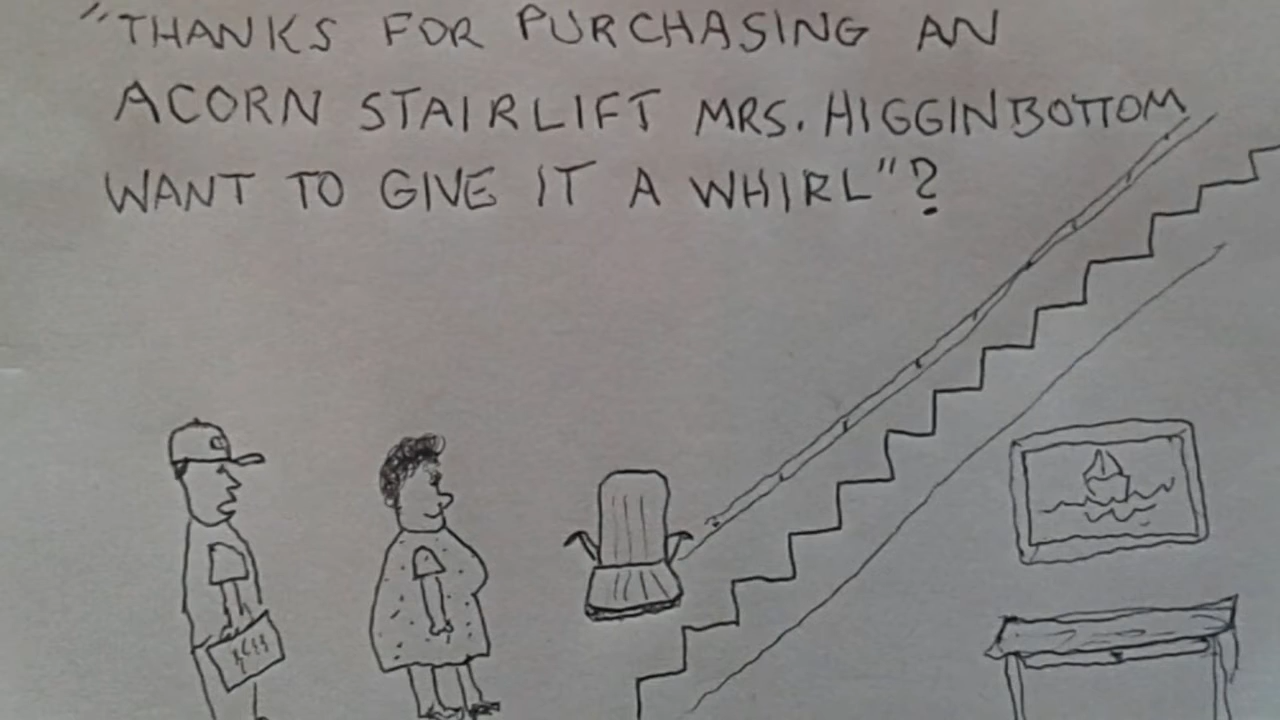 "THANKS FOR PURCHASING AN
ACORN STAIRLIFT MRS. HIGGINBOTTOM
WANT TO GIVE IT A WHIRL"?